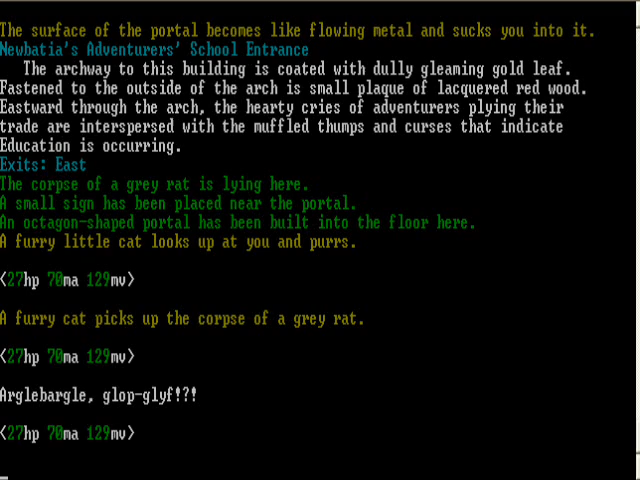 The surface of the portal becomes like flowing metal and sucks you into it.
Newbatia's Adventurers' School Entrance
The archway to this building is coated with dully gleaming gold leaf.
Fastened to the outside of the arch is small plaque of lacquered red wood.
Eastward through the arch, the hearty cries of adventurers plying their
trade are interspersed with the muffled thumps and curses that indicate
Education is occurring.
Exits: East
The corpse of a grey rat is lying here.
A small sign has been placed near the portal.
An octagon-shaped portal has been built into the floor here.
A furry little cat looks up at you and purrs.
<27hp 70ma 129mv>
A furry cat picks up the corpse of a grey rat.
<27hp 70ma 129mv>
Arglebargle, glop-glyf!?!
<27hp 70ma 129mv>